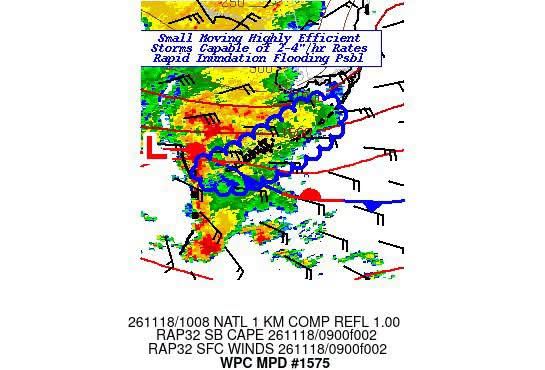 250
Small Moving Highly Efficient
Storms Capable of 2-4"/hr Rates
Rapid Inundation Flooding Psbl
L
261118/1008 NATL 1 KM COMP REFL 1.00
RAP32 SB CAPE 261118/0900f002
RAP32 SFC WINDS 261118/0900f002
WPC MPD #1575